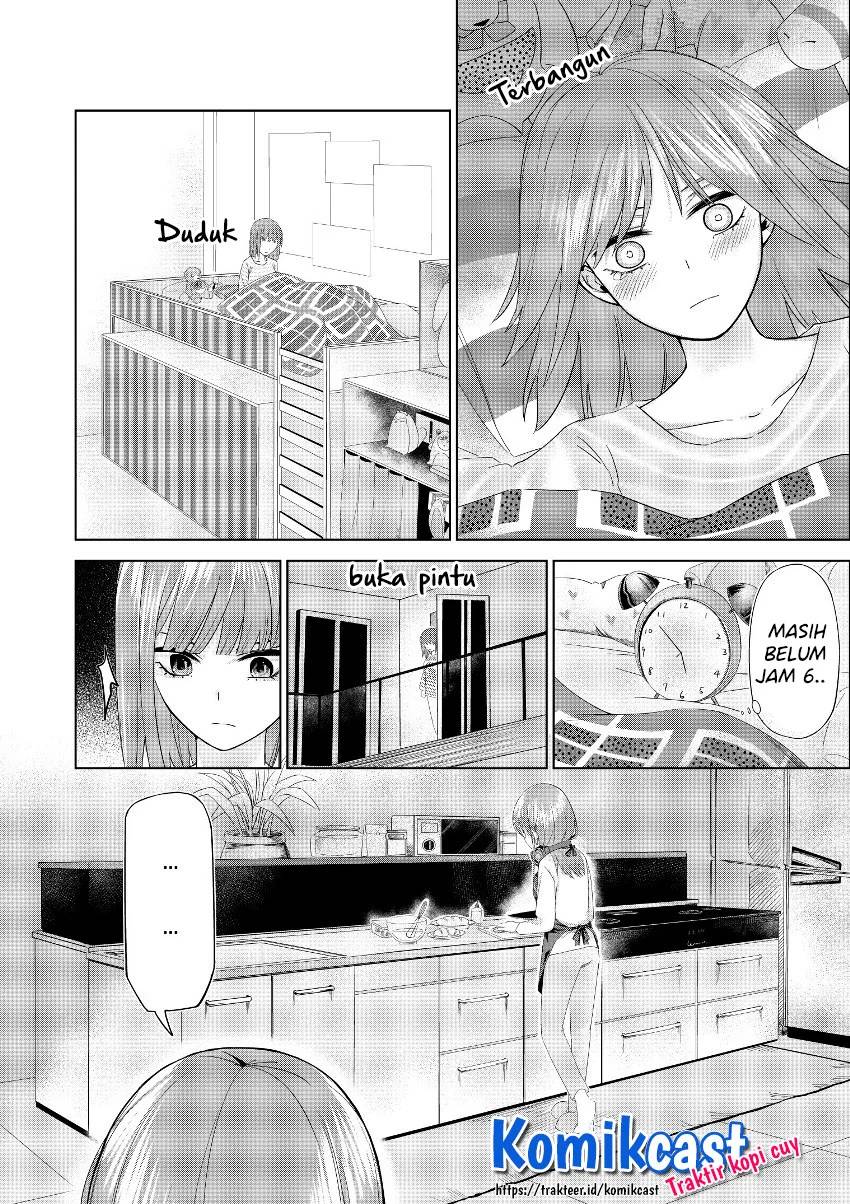 Terbangun
Duduk
MASIH
BELUM
JAM 6..
buka pintu
...
...
Komikcast
Traktir kopi cuy
https://trakteer.id/komikcast